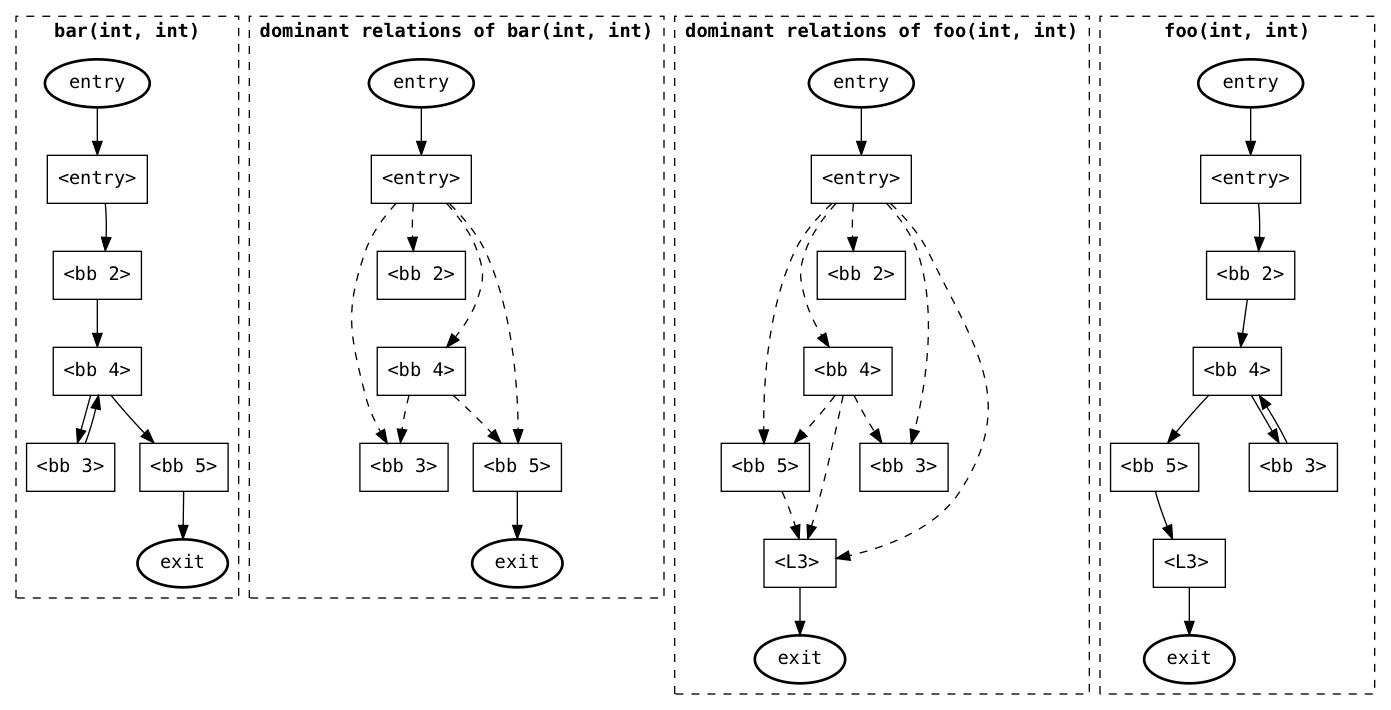 bar(int, int)
entry
<entry>
<bb 2>
<bb 4>
<bb 3>
<bb 5>
exit
dominant relations of bar(int, int)
entry
<entry>
<bb 2>
<bb 4>
<bb 3>
<bb 5>
exit
dominant relations of foo(int, int)
entry
<entry>
<bb 2>
<bb 4>
<bb 5>
<bb 3>
<L3>
exit
foo(int, int)
entry
<entry>
<bb 2>
<bb 4>
<bb 5>
<bb 3>
<L3>
exit